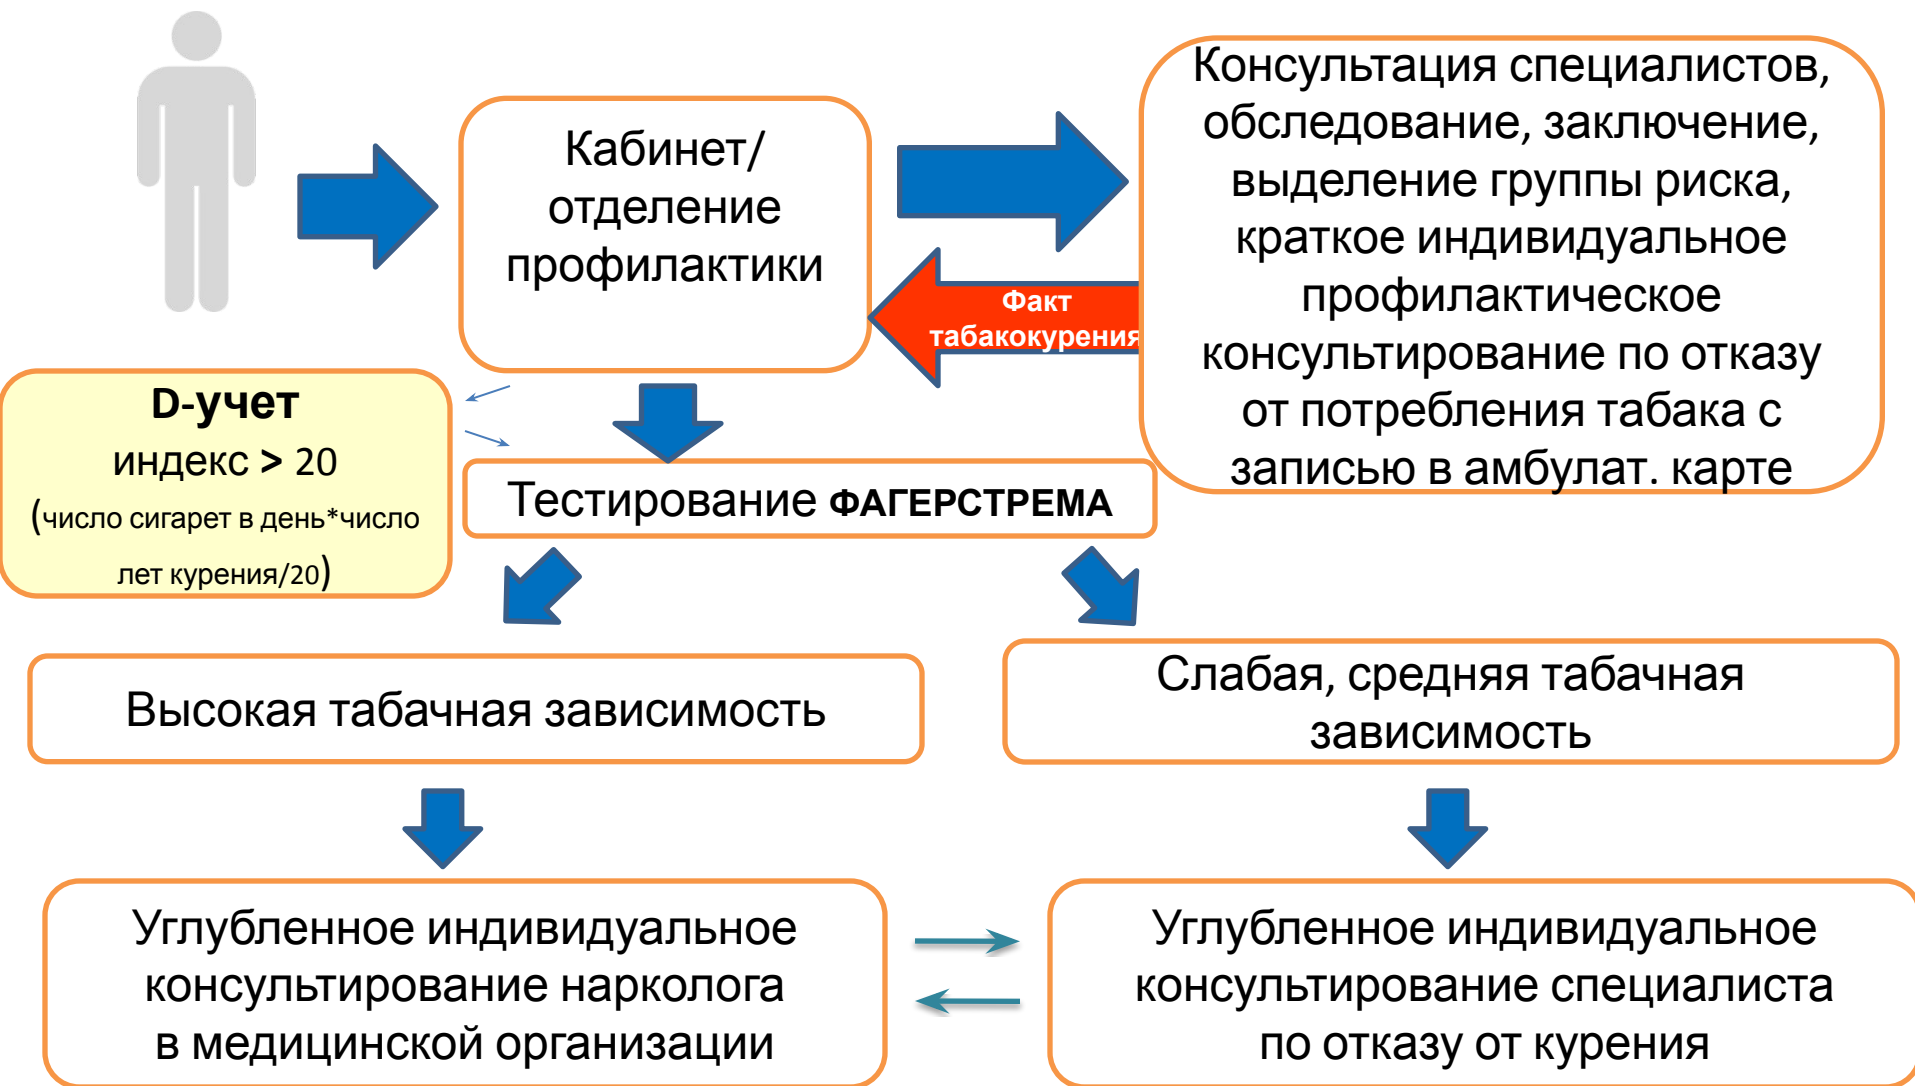 Кабинет/
отделение
профилактики
Консультация специалистов,
обследование, заключение,
выделение группы риска,
краткое индивидуальное
профилактическое
консультирование по отказу
от потребления табака с
записью в амбулат. карте
Факт
табакокурения
D-учет
индекс > 20
(число сигарет в день*число
лет курения/20)
Тестирование ФАГЕРСТРЕМА
Высокая табачная зависимость
Слабая, средняя табачная
зависимость
Углубленное индивидуальное
консультирование нарколога
в медицинской организации
Углубленное индивидуальное
консультирование специалиста
по отказу от курения